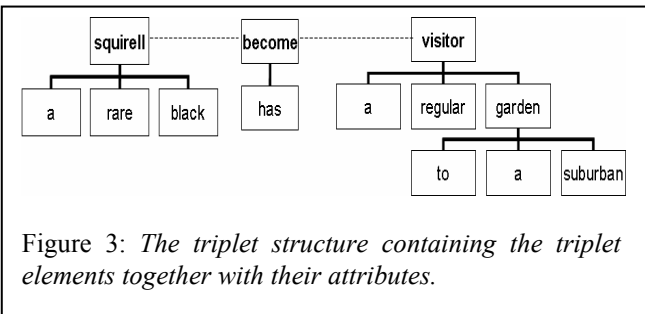 squirell become visitor
a rare black has a regular garden
to a suburban
Figure 3: The triplet structure containing the triplet
elements together with their attributes.